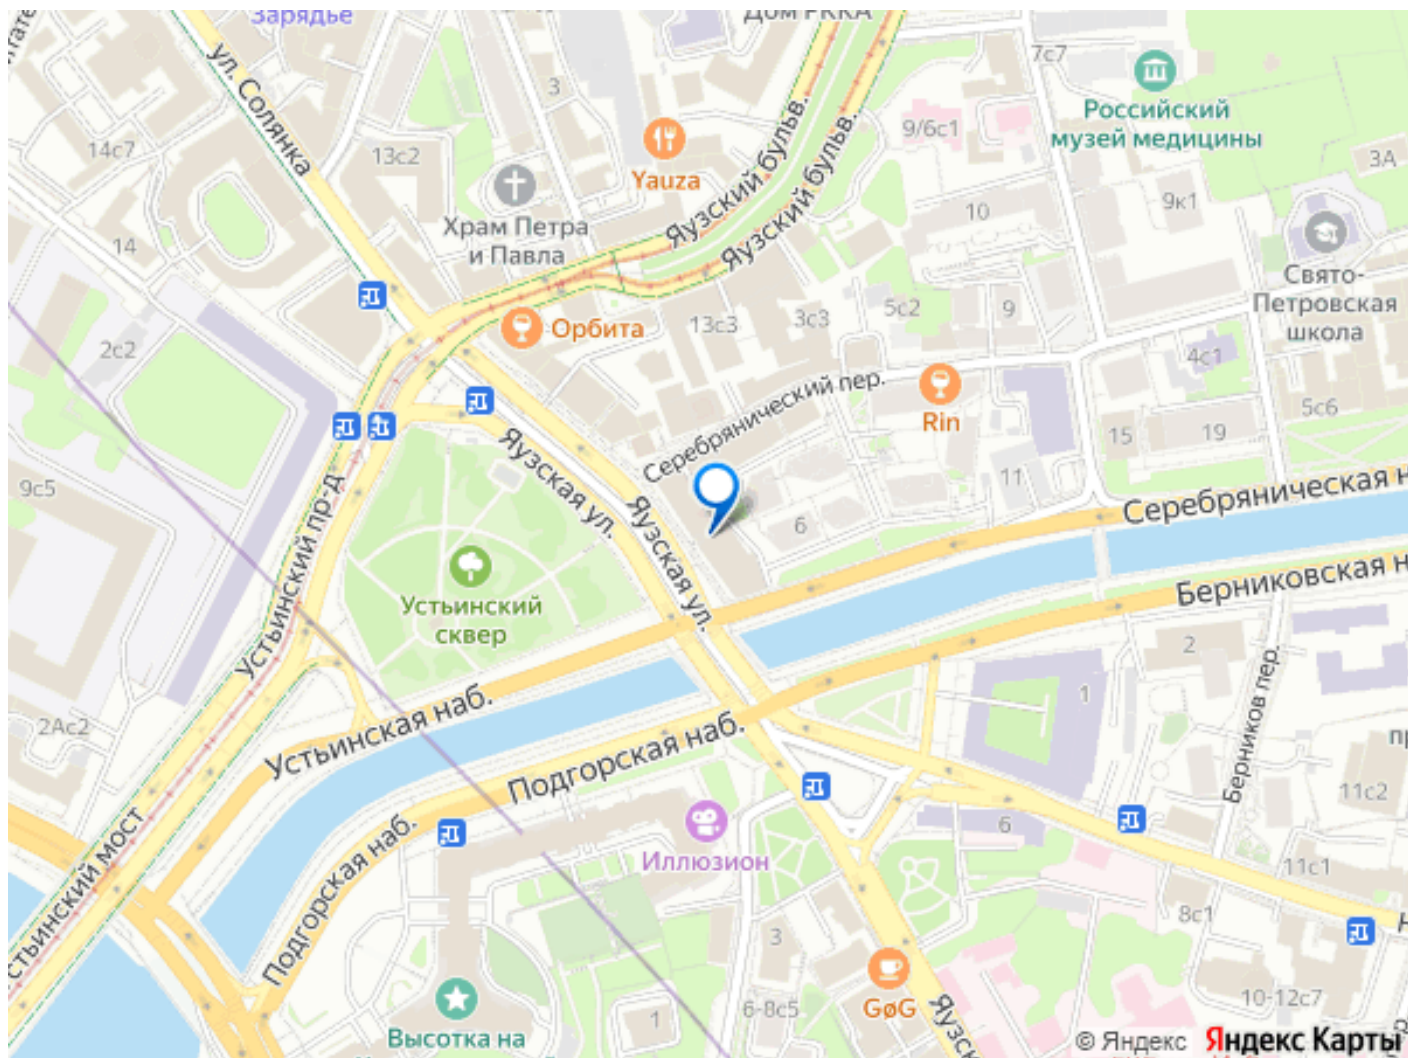 Зарядье
Дом РККА
7с7
ул. Солянка
3
Российский
музей медицины
9/6с1
14с7
13с2
Yauza
Яузский бульв.
Яузский бульв.
3А
9к1
10
Храм Петра
и Павла
14
Свято-
Петровская
школа
5с2
9
3с3
13с3
Орбита
2с2
4с1
Серебрянический пер.
Rin
5с6
15
19
11
9с5
Яузская ул.
Яузская ул.
6
Серебряническая н
Устьинский пр-д
Устьинский
сквер
Берниковская н
2
1
Берников пер.
2Ас2
Устьинская наб.
Подгорская наб.
Подгорская наб.
11с2
6
Иллюзион
11с1
8с1
стьинский мост
3
GøG
6-8с5
1
10-12с7
Высотка на
Яузск
© Яндекс Яндекс Карты